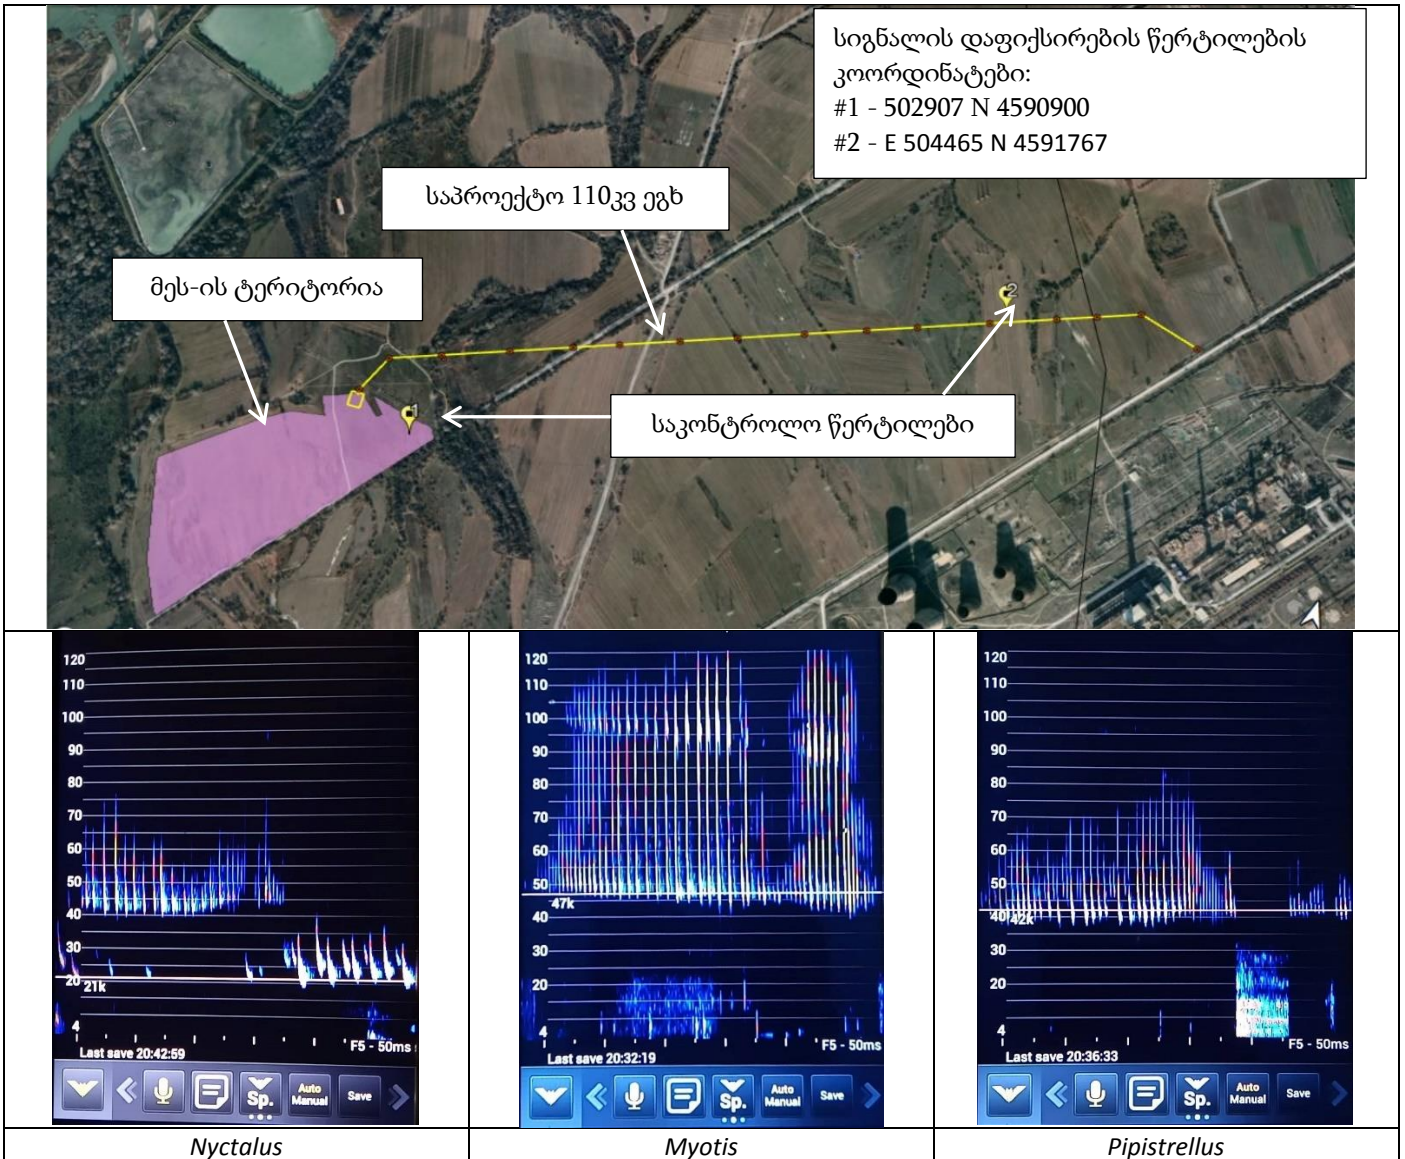 სიგნალის დაფიქსირების წერტილების
კოორდინატები:
#1 - 502907 N 4590900
#2 - E 504465 N 4591767
საპროექტო 110კვ ეგხ
მეს-ის ტერიტორია
2
1
საკონტროლო წერტილები
120
110
100
90
80
70
60
50
40
30
20 21k
4
F5 - 50ms
Last save 20:42:59
Sp.
Auto
Manual
Save
120
110
100
90
80
70
60
50
47k
40
30
20
4
F5 - 50ms
Last save 20:32:19
Sp.
Auto
Manual
Save
120
110
100
90
80
70
60
50
40 42k
30
20
4
F5 - 50ms
Last save 20:36:33
Sp.
Auto
Manual
Save
Nyctalus
Myotis
Pipistrellus